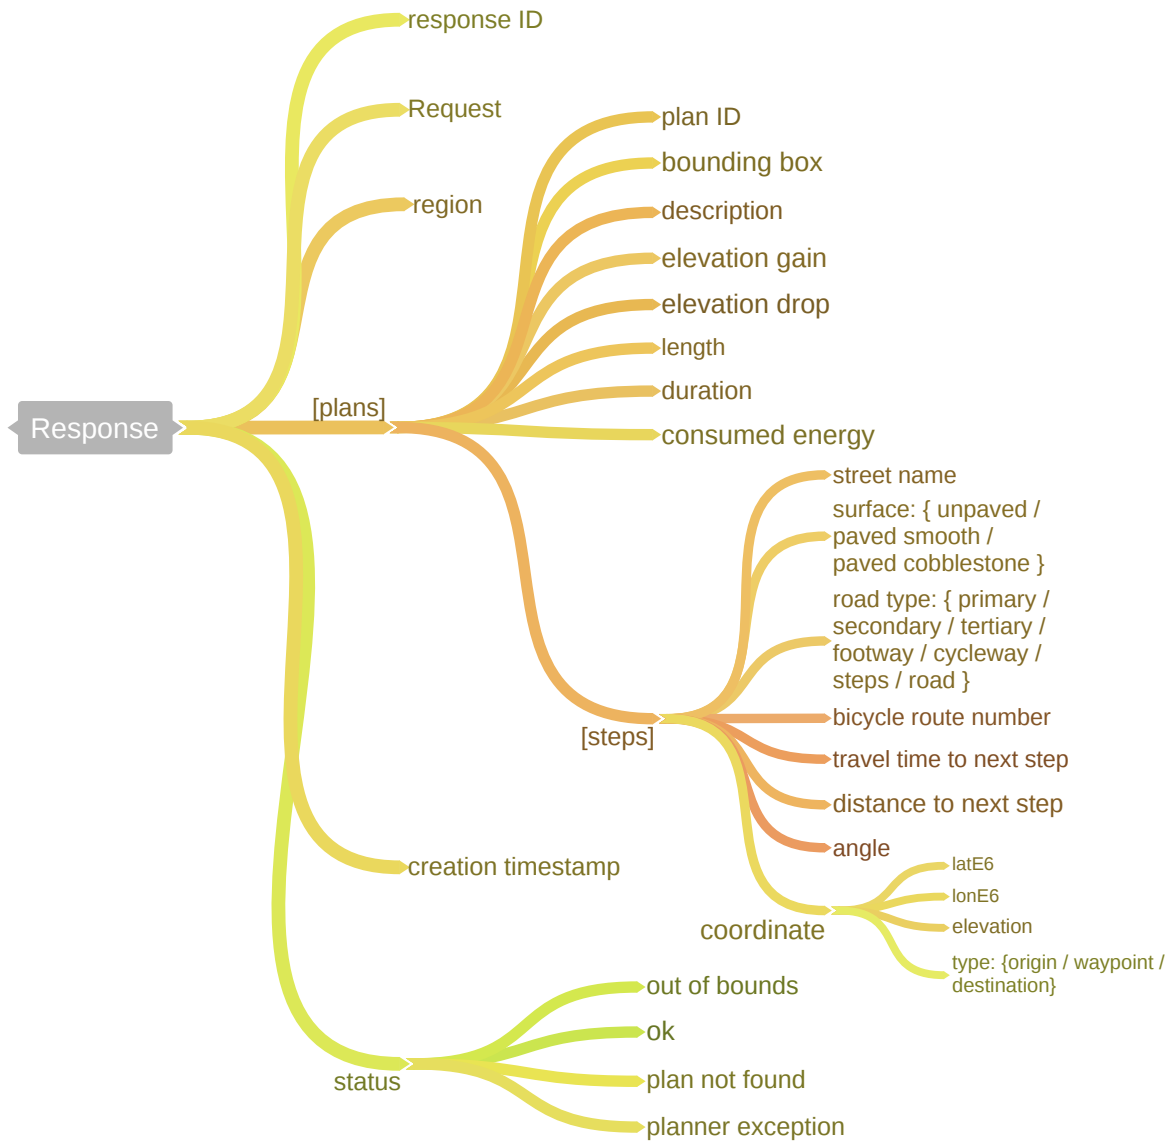 response ID
Request
region
Response
[plans]
plan ID
bounding box
description
elevation gain
elevation drop
length
duration
consumed energy
[steps]
street name
surface: { unpaved /
paved smooth /
paved cobblestone }
road type: { primary /
secondary / tertiary /
footway / cycleway /
steps / road }
bicycle route number
travel time to next step
distance to next step
angle
coordinate
latE6
lonE6
elevation
type: {origin / waypoint /
destination}
creation timestamp
status
out of bounds
ok
plan not found
planner exception